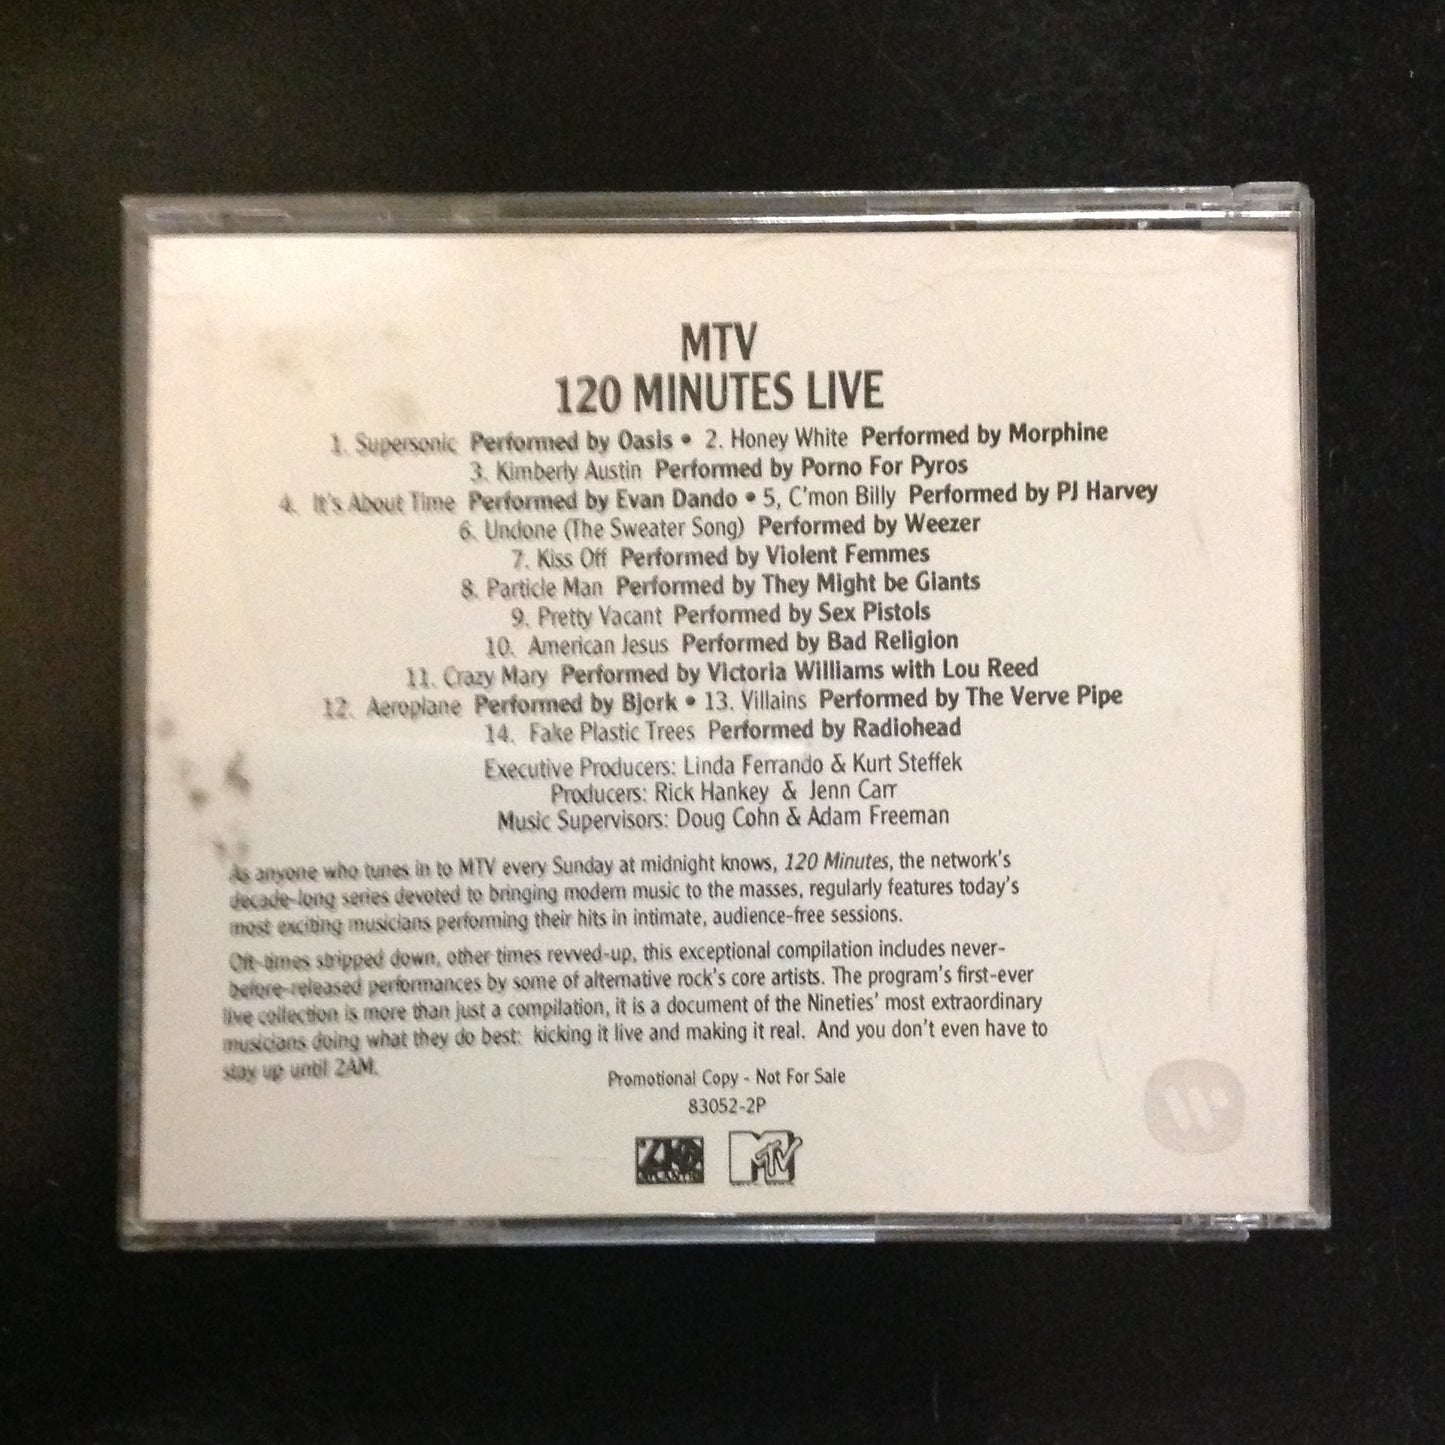 MTV
120 MINUTES LIVE
1. Supersonic Performed by Oasis • 2. Honey White Performed by Morphine
3. Kimberly Austin Performed by Porno For Pyros
4. It's About Time Performed by Evan Dando • 5, C'mon Billy Performed by PJ Harvey
6. Undone (The Sweater Song) Performed by Weezer
7. Kiss Off Performed by Violent Femmes
8. Particle Man Performed by They Might be Giants
9. Pretty Vacant Performed by Sex Pistols
10. American Jesus Performed by Bad Religion
11. Crazy Mary Performed by Victoria Williams with Lou Reed
12. Aeroplane Performed by Bjork • 13. Villains Performed by The Verve Pipe
14. Fake Plastic Trees Performed by Radiohead
Executive Producers: Linda Ferrando & Kurt Steffek
Producers: Rick Hankey & Jenn Carr
Music Supervisors: Doug Cohn & Adam Freeman
As anyone who tunes in to MTV every Sunday at midnight knows, 120 Minutes, the network's
decade-long series devoted to bringing modern music to the masses, regularly features today's
most exciting musicians performing their hits in intimate, audience-free sessions.
Oft-times stripped down, other times revved-up, this exceptional compilation includes never-
before-released performances by some of alternative rock's core artists. The program's first-ever
live collection is more than just a compilation, it is a document of the Nineties' most extraordinary
musicians doing what they do best: kicking it live and making it real. And you don't even have to
stay up until 2AM.
Promotional Copy - Not For Sale
83052-2P
ATLANTIC
MTV